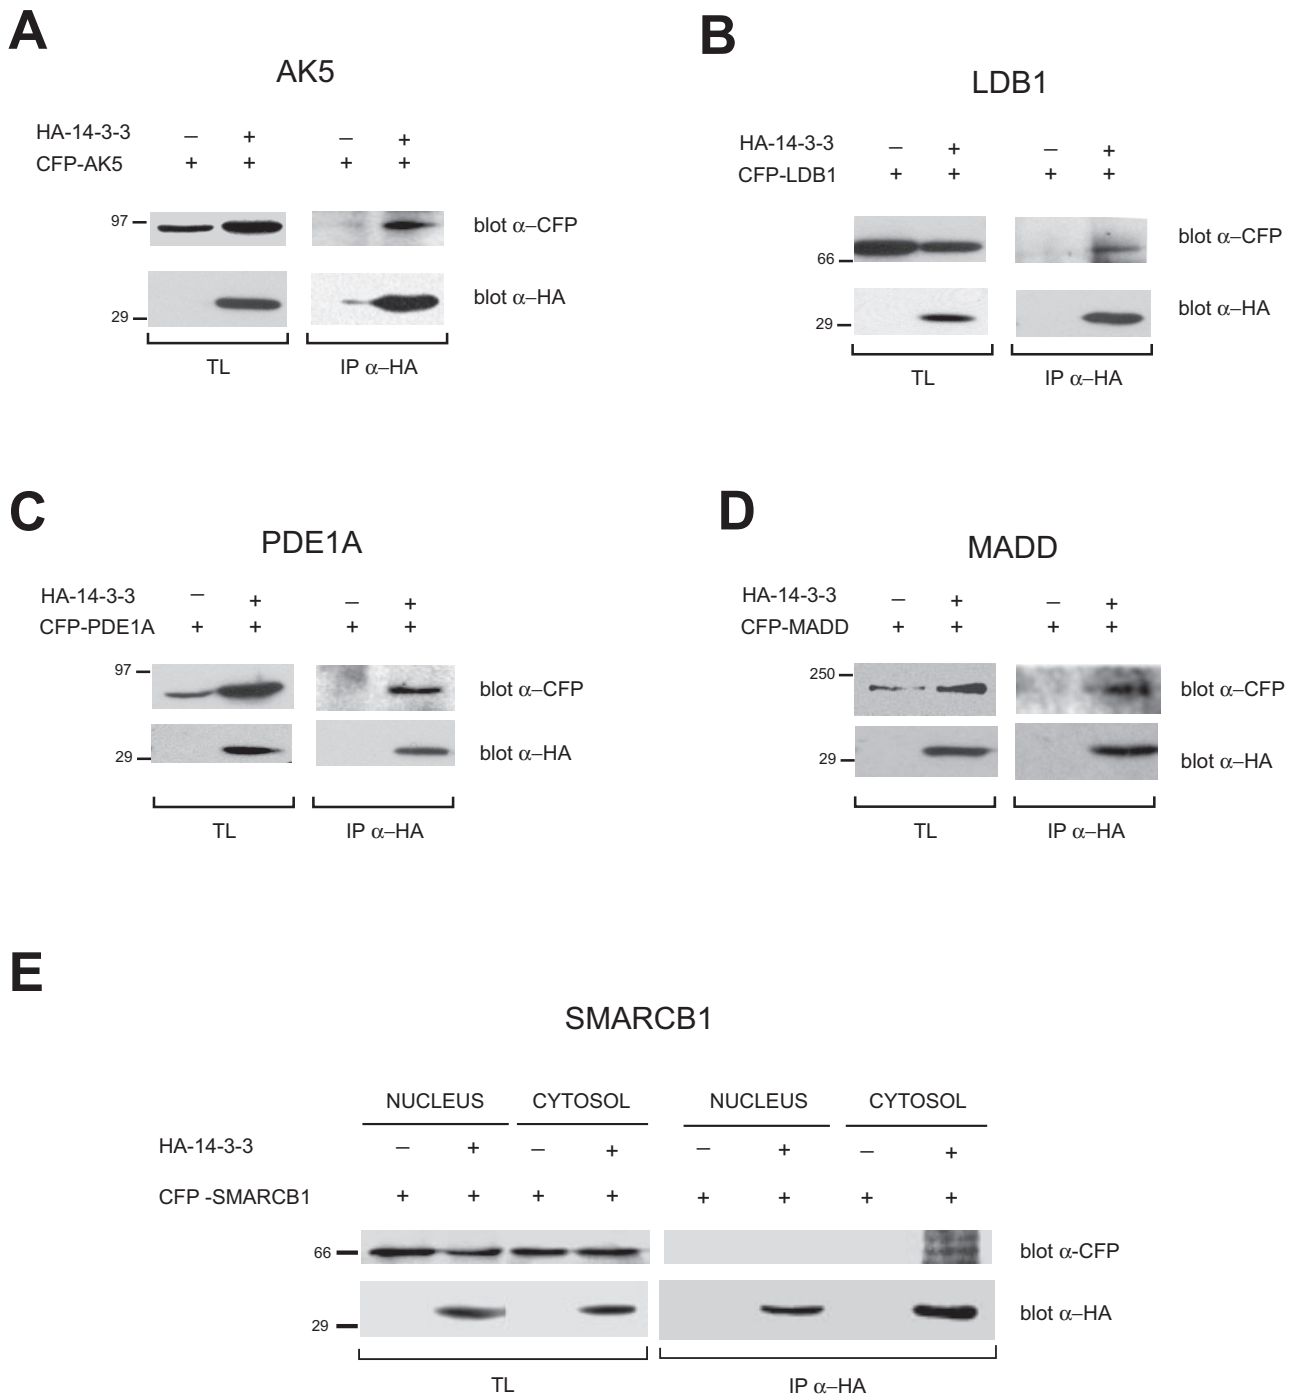 A
AK5
HA-14-3-3 – + – +
CFP-AK5 + + + +
97
blot α–CFP
blot α–HA
29
TL IP α–HA
B
LDB1
HA-14-3-3 – + – +
CFP-LDB1 + + + +
blot α–CFP
66
blot α–HA
29
TL IP α–HA
C
PDE1A
HA-14-3-3 – + – +
CFP-PDE1A + + + +
97
blot α–CFP
blot α–HA
29
TL IP α–HA
D
MADD
HA-14-3-3 – + – +
CFP-MADD + + + +
250
blot α–CFP
29
blot α–HA
TL IP α–HA
E
SMARCB1
NUCLEUS CYTOSOL NUCLEUS CYTOSOL
HA-14-3-3 – + – + – + – +
CFP -SMARCB1 + + + + + + + +
66
blot α-CFP
blot α–HA
29
TL IP α–HA